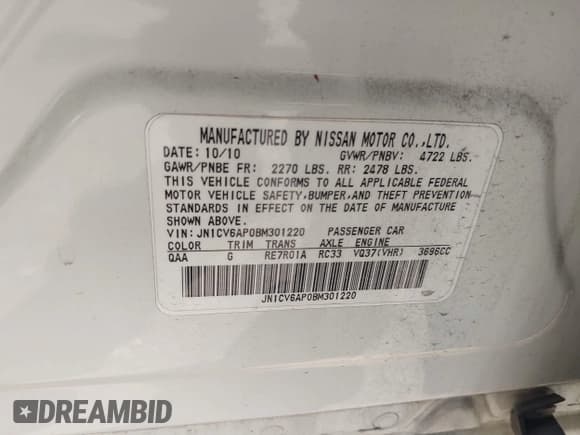 MANUFACTURED BY NISSAN MOTOR CO.,LTD.
DATE: 10/10 GVWR/PNBV: 4722 LBS.
GAWR/PNBE FR: 2270 LBS. RR: 2478 LBS.
THIS VEHICLE CONFORMS TO ALL APPLICABLE FEDERAL
MOTOR VEHICLE SAFETY,BUMPER,AND THEFT PREVENTION
STANDARDS IN EFFECT ON THE DATE OF MANUFACTURE
SHOWN ABOVE.
VIN: JN1CV6AP0BM301220 PASSENGER CAR
COLOR TRIM TRANS AXLE ENGINE
QAA G RE7R01A RC33 VQ37(VHR) 3696CC
JN1CV6AP0BM301220
DREAMBID